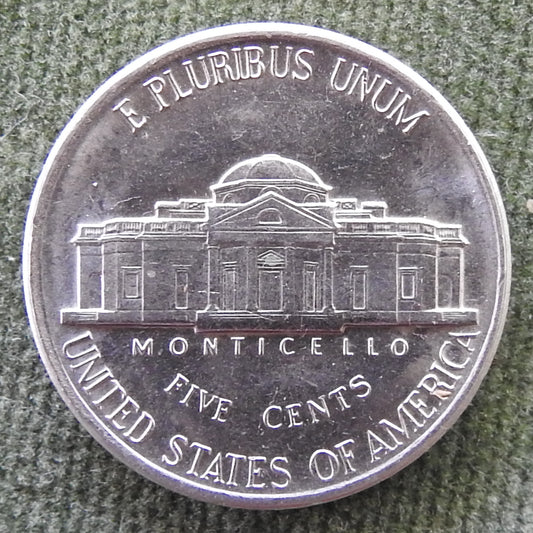 E PLURIBUS UNUM
MONTICELLO
FIVE CENTS
UNITED STATES OF AMERICA